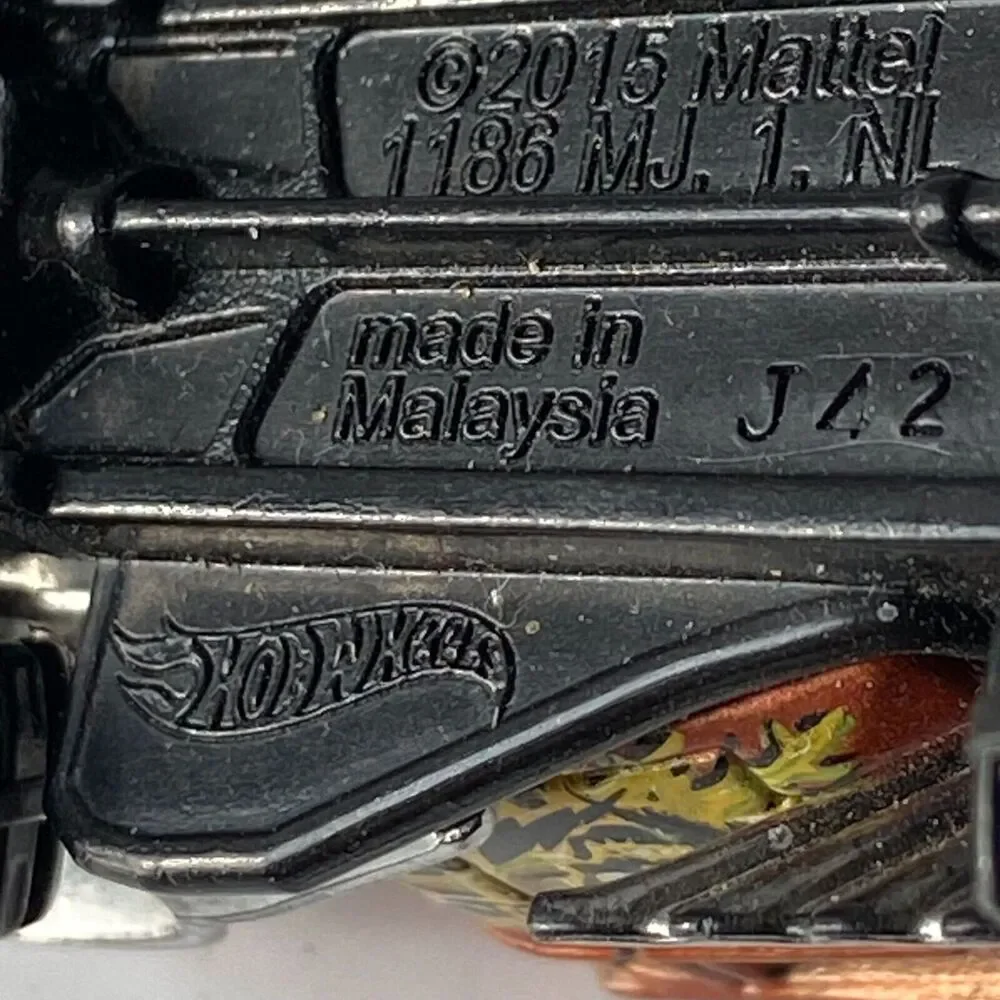 ©2015 Mattel
1186 MJ. 1. NL
made in
Malaysia
J42
HOT WHEELS